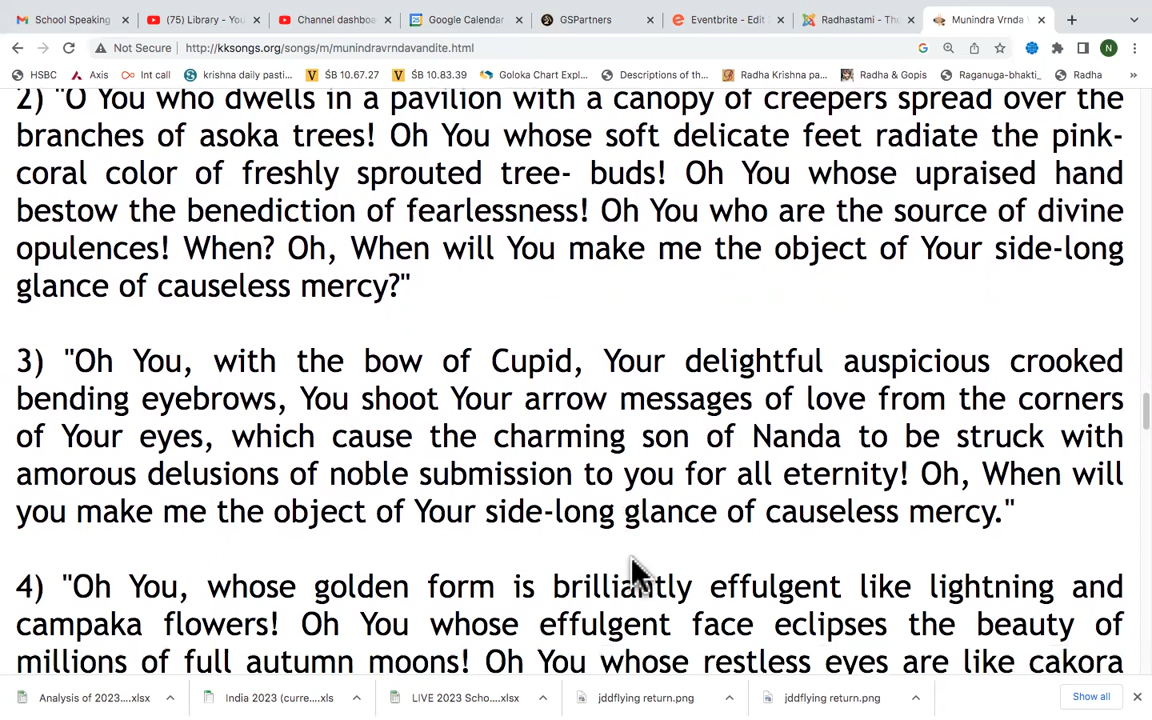 School Speaking
(75) Library - You
Channel dashboa
Google Calendar
GSPartners
Eventbrite - Edit
Radhastami - The
Munindra Vrnda
Not Secure | http://kksongs.org/songs/m/munindravrndavandite.html
N
HSBC
Axis
Int call
krishna daily pasti...
ŚB 10.67.27
ŚB 10.83.39
Goloka Chart Expl...
Descriptions of th...
Radha Krishna pa...
Radha & Gopis
Raganuga-bhakti_
Radha
»
2) "O You who dwells in a pavilion with a canopy of creepers spread over the
branches of asoka trees! Oh You whose soft delicate feet radiate the pink-
coral color of freshly sprouted tree- buds! Oh You whose upraised hand
bestow the benediction of fearlessness! Oh You who are the source of divine
opulences! When? Oh, When will You make me the object of Your side-long
glance of causeless mercy?"
3) "Oh You, with the bow of Cupid, Your delightful auspicious crooked
bending eyebrows, You shoot Your arrow messages of love from the corners
of Your eyes, which cause the charming son of Nanda to be struck with
amorous delusions of noble submission to you for all eternity! Oh, When will
you make me the object of Your side-long glance of causeless mercy."
4) "Oh You, whose golden form is brilliantly effulgent like lightning and
campaka flowers! Oh You whose effulgent face eclipses the beauty of
millions of full autumn moons! Oh You whose restless eyes are like cakora
Analysis of 2023....xlsx
India 2023 (curre....xls
LIVE 2023 Scho....xlsx
jddflying return.png
jddflying return.png
Show all